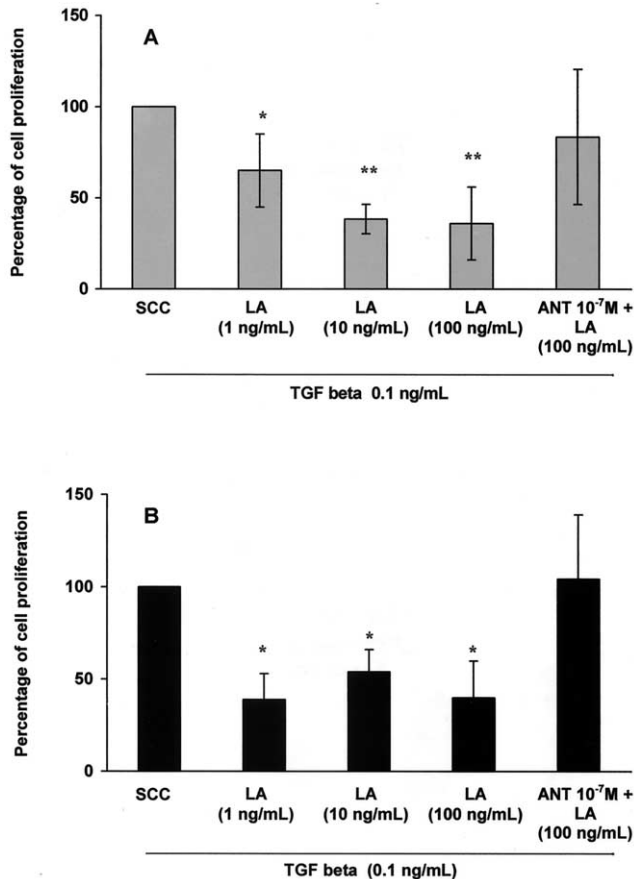 A
Percentage of cell proliferation
150
100
50
0
*
**
**
SCC
LA
(1 ng/mL)
LA
(10 ng/mL)
LA
(100 ng/mL)
ANT 10⁻⁷M +
LA
(100 ng/mL)
TGF beta 0.1 ng/mL
B
Percentage of cell proliferation
150
100
50
0
*
*
*
SCC
LA
(1 ng/mL)
LA
(10 ng/mL)
LA
(100 ng/mL)
ANT 10⁻⁷M +
LA
(100 ng/mL)
TGF beta (0.1 ng/mL)